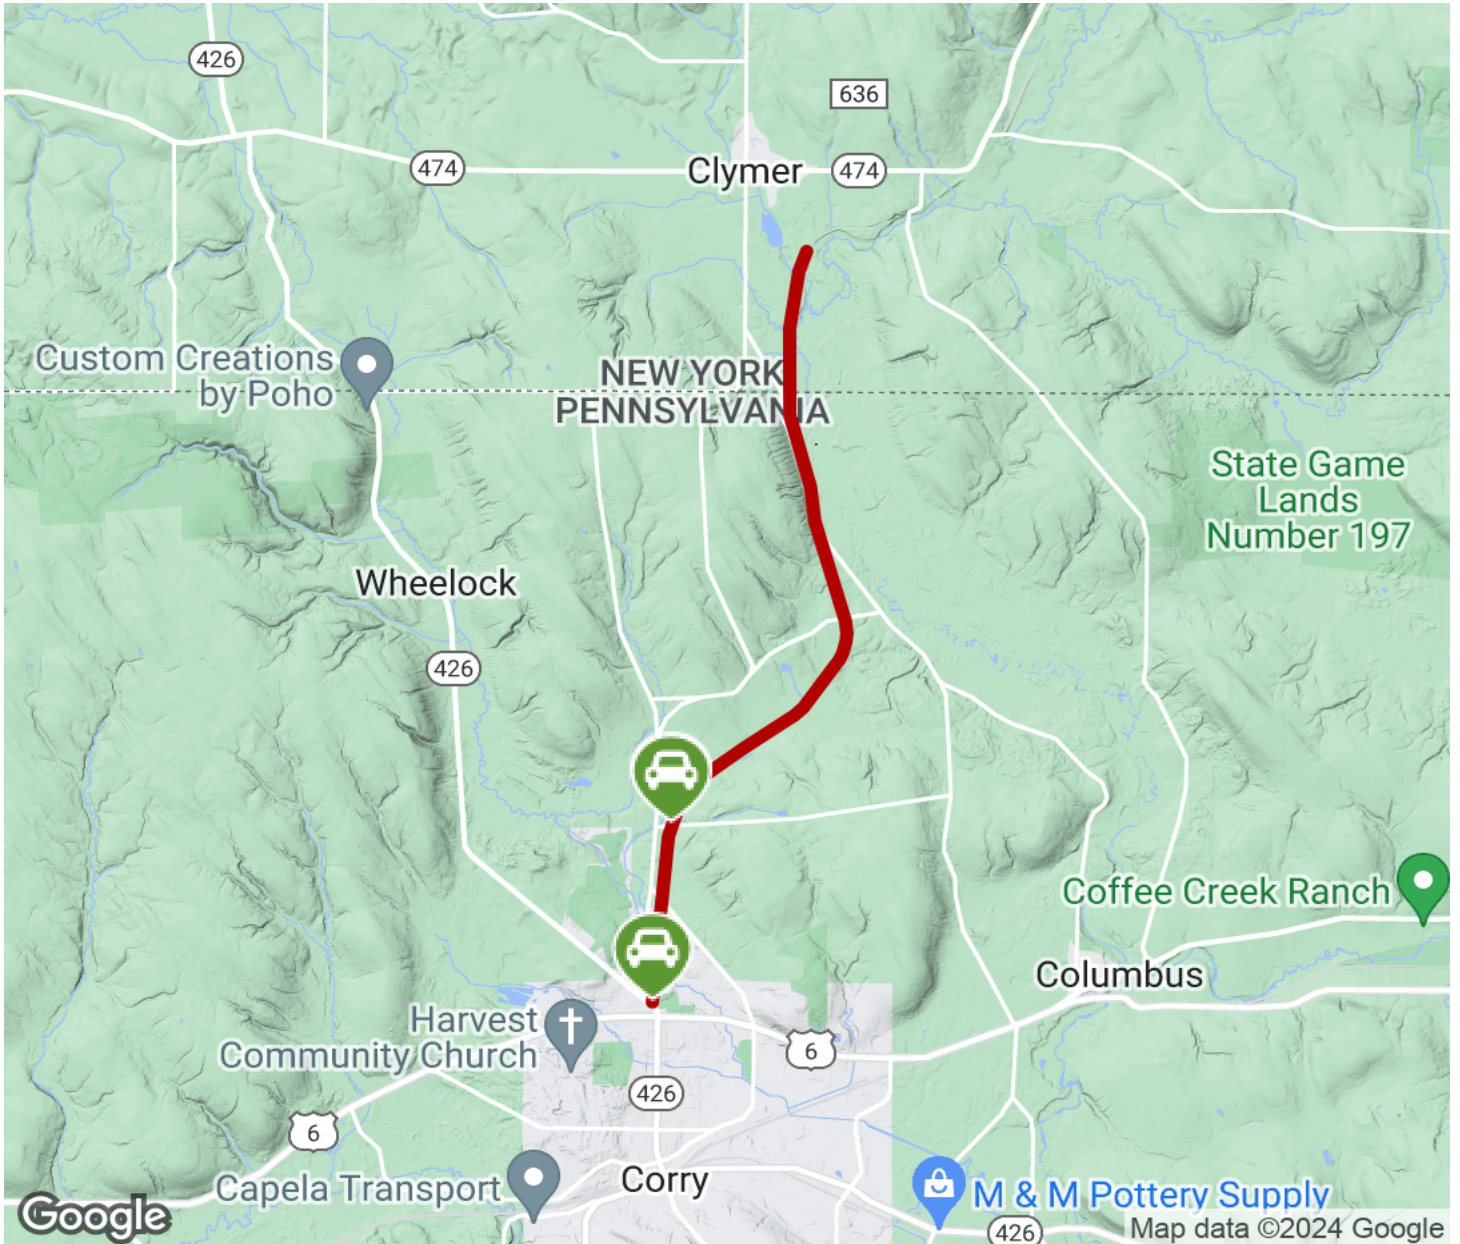 426
636
474
Clymer
474
Custom Creations
by Poho
NEW YORK
PENNSYLVANIA
State Game
Lands
Number 197
Wheelock
426
Coffee Creek Ranch
Columbus
Harvest
Community Church
6
426
6
Capela Transport
Corry
M & M Pottery Supply
426
Google
Map data ©2024 Google